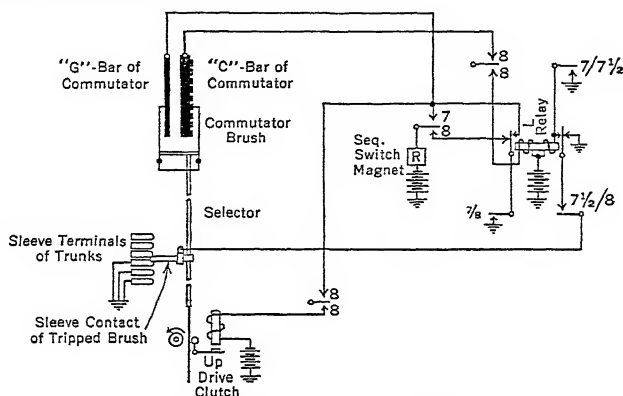 "G"-Bar of
Commutator
"C"-Bar of
Commutator
Commutator
Brush
8
8
7/7½
7
8
L
Relay
Seq.
Switch
Magnet
R
Selector
7/8
7½/8
Sleeve Terminals
of Trunks
Sleeve Contact
of Tripped Brush
8
8
Up
Drive
Clutch